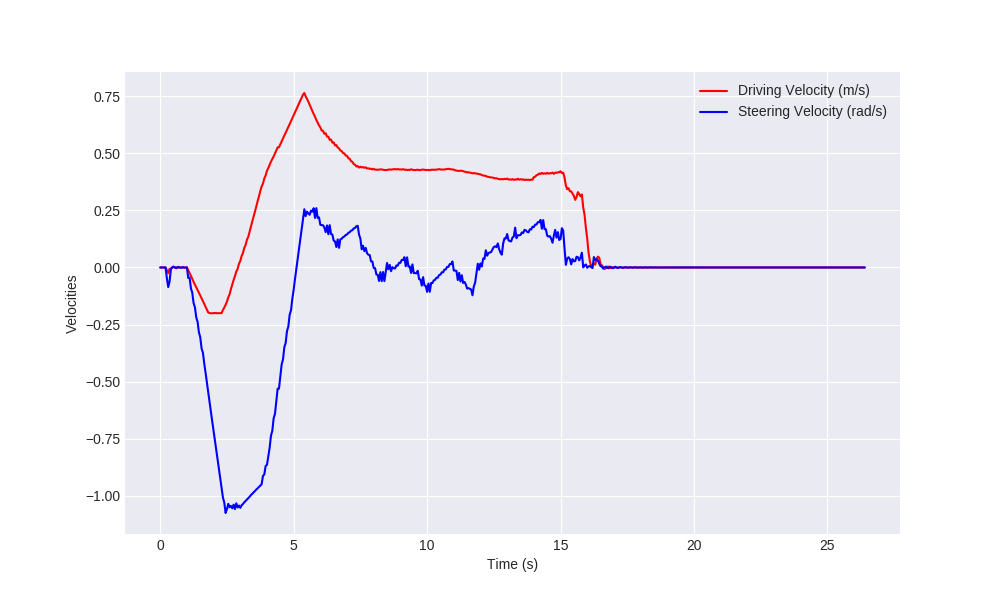 Driving Velocity (m/s)
Steering Velocity (rad/s)
Velocities
0.75
0.50
0.25
0.00
−0.25
−0.50
−0.75
−1.00
0 5 10 15 20 25
Time (s)